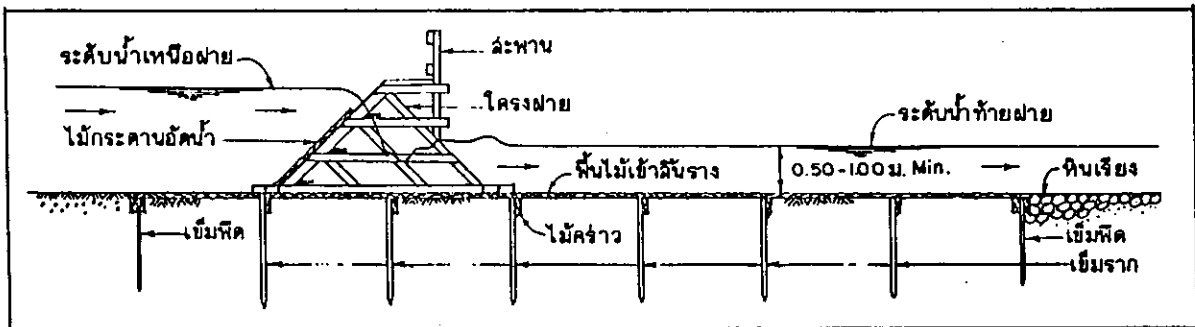 ระดับน้ำเหนือฝาย
สะพาน
โครงฝาย
ไม้กระดานอัดน้ำ
ระดับน้ำท้ายฝาย
พื้นไม้เข้าลิ้นราง
0.50-1.00 ม. Min.
หินเรียง
เข็มพืด
ไม้คร่าว
เข็มพืด
เข็มราก